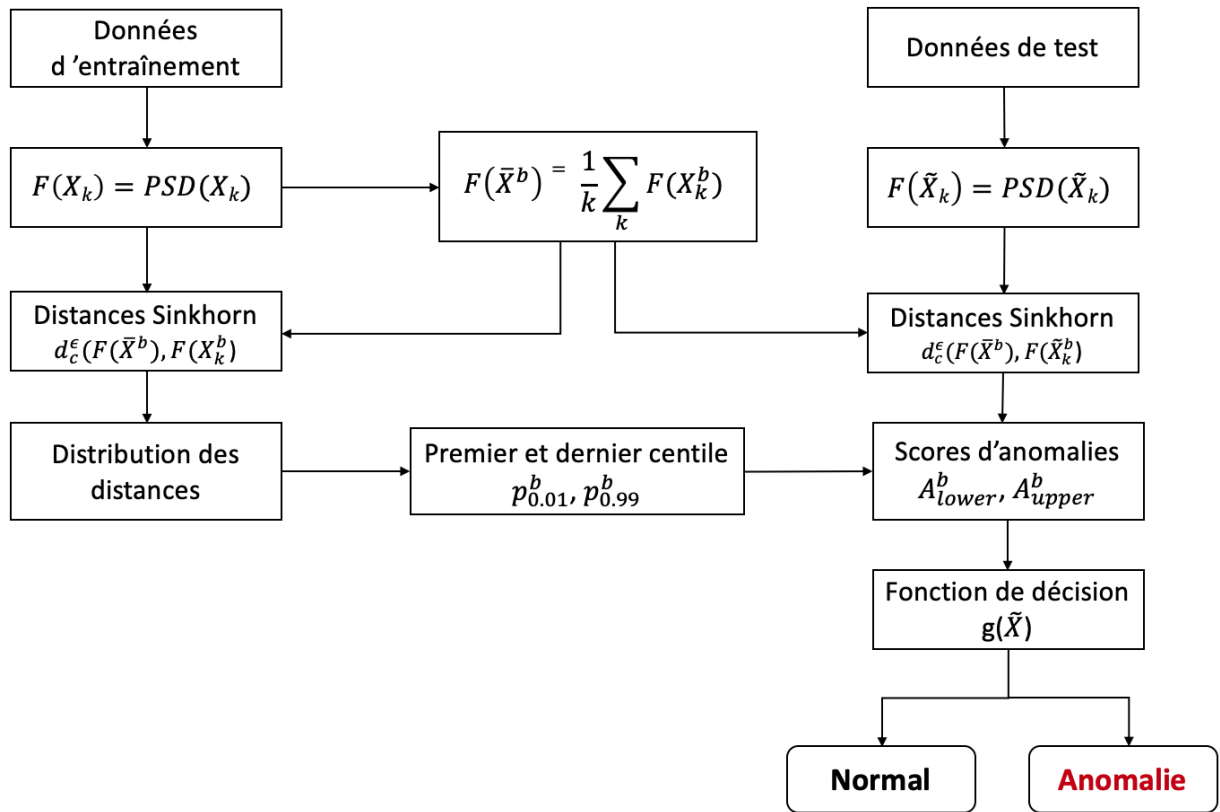 Données
d 'entraînement
Données de test
F(X_k) = PSD(X_k)
F(X̄^b) = 1/k ∑_k F(X_k^b)
F(X̃_k) = PSD(X̃_k)
Distances Sinkhorn
d_c^ϵ(F(X̄^b), F(X_k^b)
Distances Sinkhorn
d_c^ϵ(F(X̄^b), F(X̃_k^b)
Distribution des
distances
Premier et dernier centile
p_{0.01}^b, p_{0.99}^b
Scores d'anomalies
A_{lower}^b, A_{upper}^b
Fonction de décision
g(X̃)
Normal
Anomalie